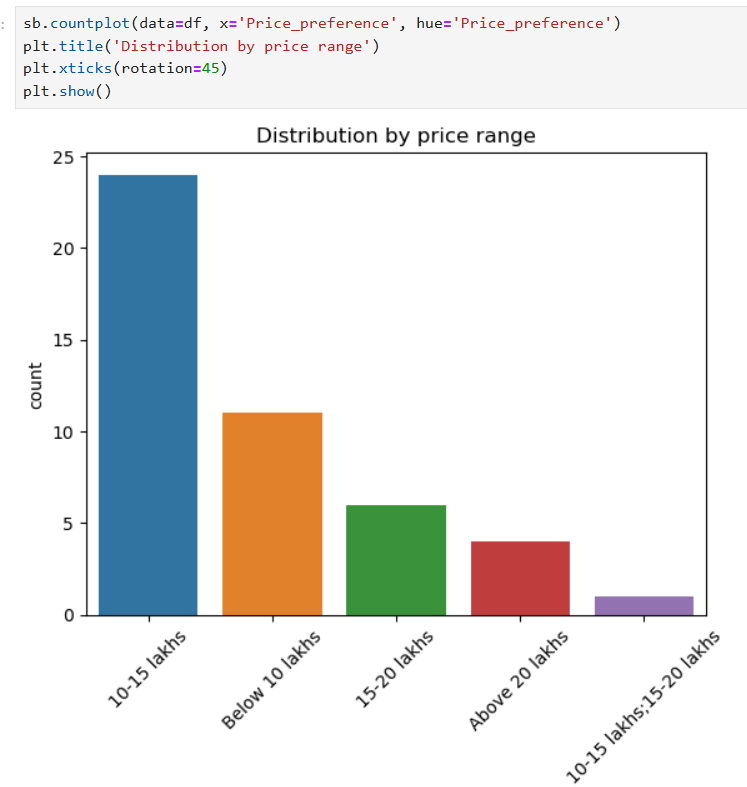 :
sb.countplot(data=df, x='Price_preference', hue='Price_preference')
plt.title('Distribution by price range')
plt.xticks(rotation=45)
plt.show()
Distribution by price range
25
20
15
10
5
0
count
10-15 lakhs
Below 10 lakhs
15-20 lakhs
Above 20 lakhs
10-15 lakhs;15-20 lakhs